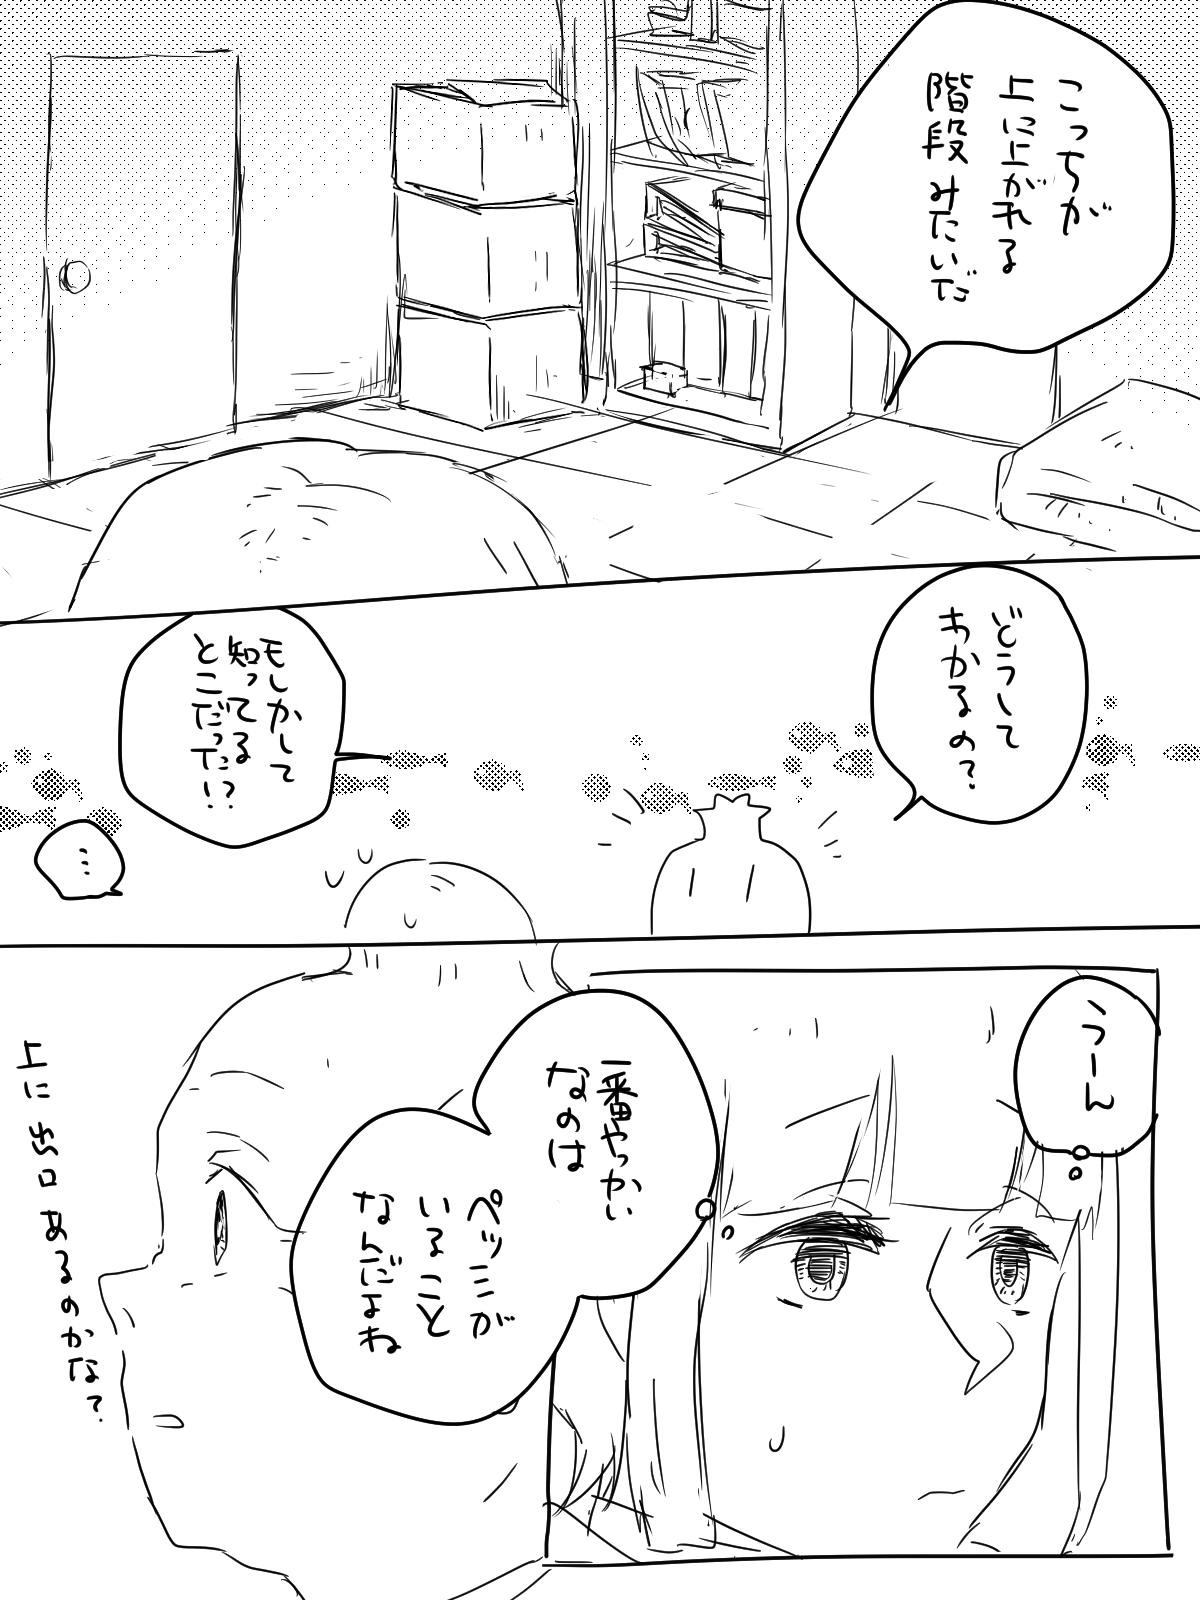 こっちが
上に上がれる
階段みたいだ
どうして
わかるの?
もしかして
知ってる
とこだった!?
…
うーん
一番やっかい
なのは
ペッコが
いること
なんだよね
上に出口あるのかな?